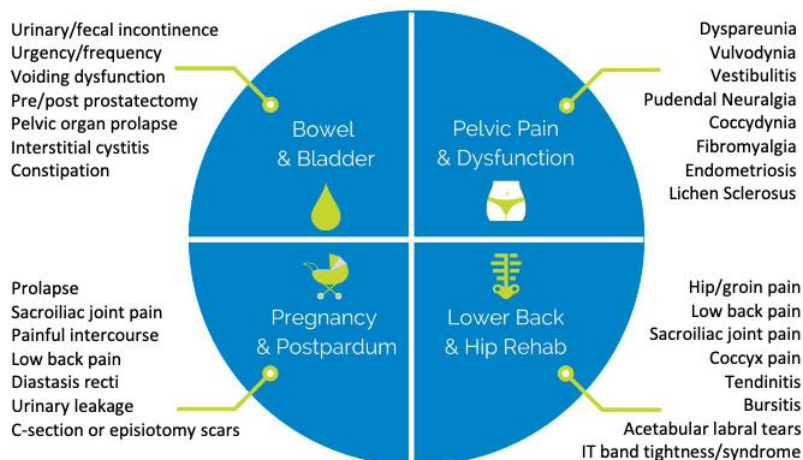 Urinary/fecal incontinence
Urgency/frequency
Voiding dysfunction
Pre/post prostatectomy
Pelvic organ prolapse
Interstitial cystitis
Constipation
Bowel
& Bladder
Dyspareunia
Vulvodynia
Vestibulitis
Pudendal Neuralgia
Coccydynia
Fibromyalgia
Endometriosis
Lichen Sclerosus
Pelvic Pain
& Dysfunction
Prolapse
Sacroiliac joint pain
Painful intercourse
Low back pain
Diastasis recti
Urinary leakage
C-section or episiotomy scars
Pregnancy
& Postpardum
Lower Back
& Hip Rehab
Hip/groin pain
Low back pain
Sacroiliac joint pain
Coccyx pain
Tendinitis
Bursitis
Acetabular labral tears
IT band tightness/syndrome